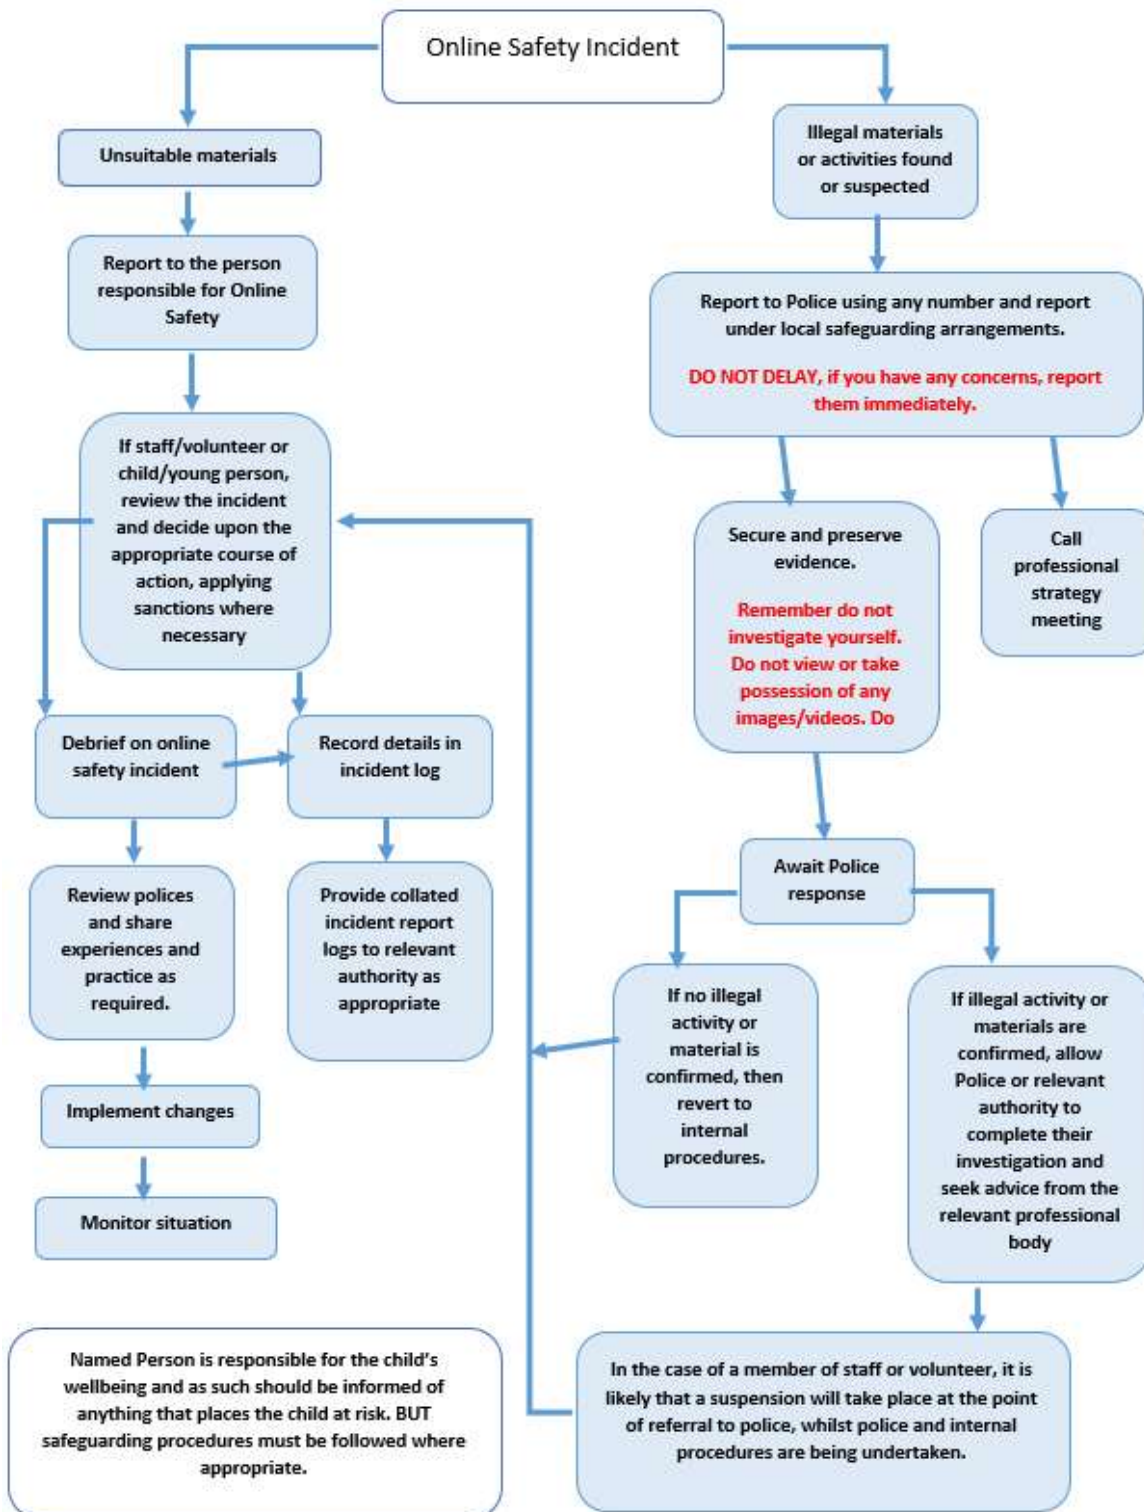 Online Safety Incident
Unsuitable materials
Report to the person
responsible for Online
Safety
If staff/volunteer or
child/young person,
review the incident
and decide upon the
appropriate course of
action, applying
sanctions where
necessary
Debrief on online
safety incident
Record details in
incident log
Review polices
and share
experiences and
practice as
required.
Provide collated
incident report
logs to relevant
authority as
appropriate
Implement changes
Monitor situation
Illegal materials
or activities found
or suspected
Report to Police using any number and report
under local safeguarding arrangements.
DO NOT DELAY, if you have any concerns, report
them immediately.
Secure and preserve
evidence.
Remember do not
investigate yourself.
Do not view or take
possession of any
images/videos. Do
Call
professional
strategy
meeting
Await Police
response
If no illegal
activity or
material is
confirmed, then
revert to
internal
procedures.
If illegal activity or
materials are
confirmed, allow
Police or relevant
authority to
complete their
investigation and
seek advice from the
relevant professional
body
In the case of a member of staff or volunteer, it is
likely that a suspension will take place at the point
of referral to police, whilst police and internal
procedures are being undertaken.
Named Person is responsible for the child's
wellbeing and as such should be informed of
anything that places the child at risk. BUT
safeguarding procedures must be followed where
appropriate.